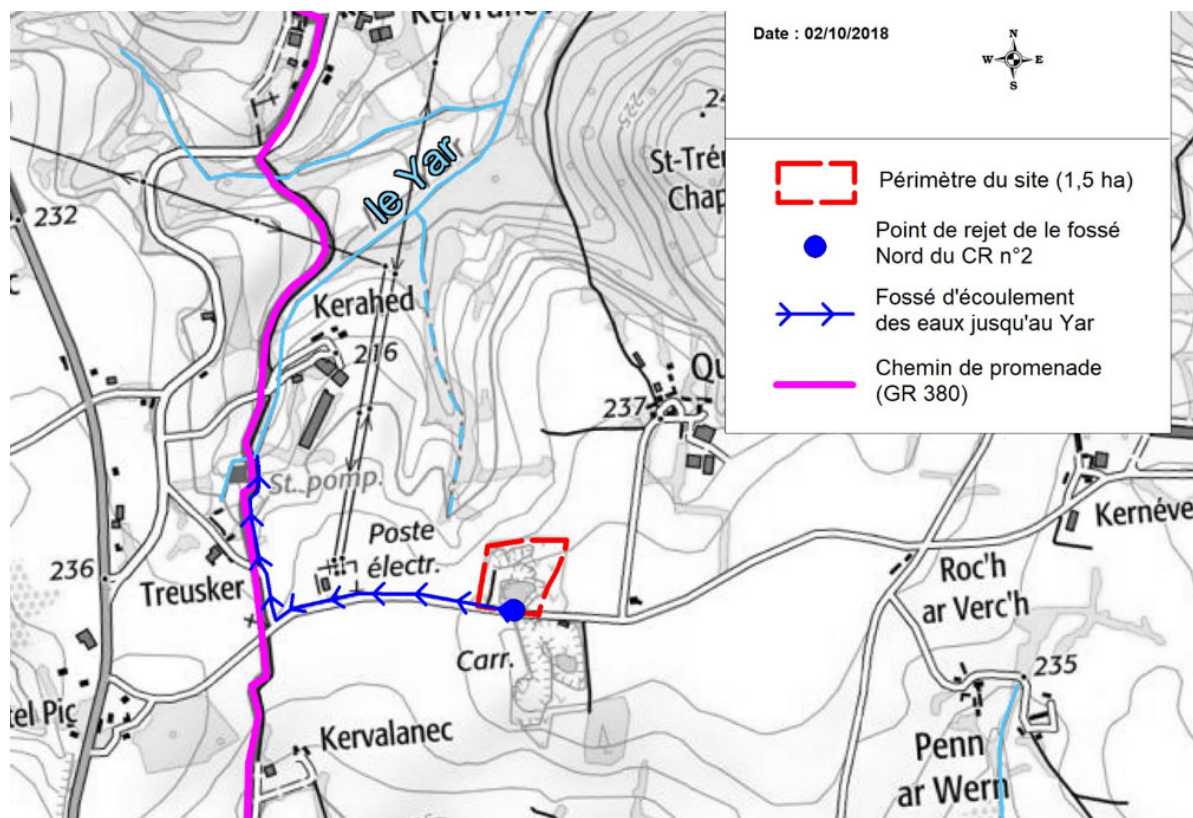 Date : 02/10/2018
N
W
E
S
Périmètre du site (1,5 ha)
Point de rejet de le fossé
Nord du CR n°2
Fossé d'écoulement
des eaux jusqu'au Yar
Chemin de promenade
(GR 380)
225
St-Tré
Chap
le Yar
232
Kerahed
216
237
Qu
St. pomp.
Poste
électr.
236
Treusker
Carr.
Kernéve
Roc'h
ar Verc'h
235
Kervalanec
Penn
ar Wern